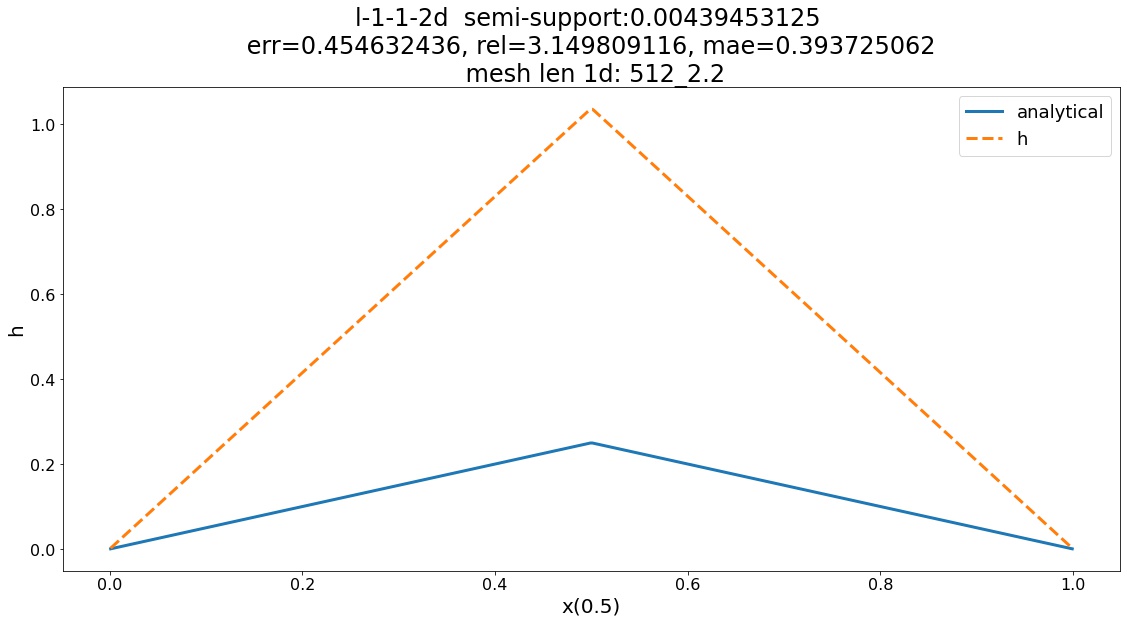 l-1-1-2d  semi-support:0.00439453125
err=0.454632436, rel=3.149809116, mae=0.393725062
mesh len 1d: 512_2.2
analytical
h
h
1.0
0.8
0.6
0.4
0.2
0.0
0.0 0.2 0.4 0.6 0.8 1.0
x(0.5)